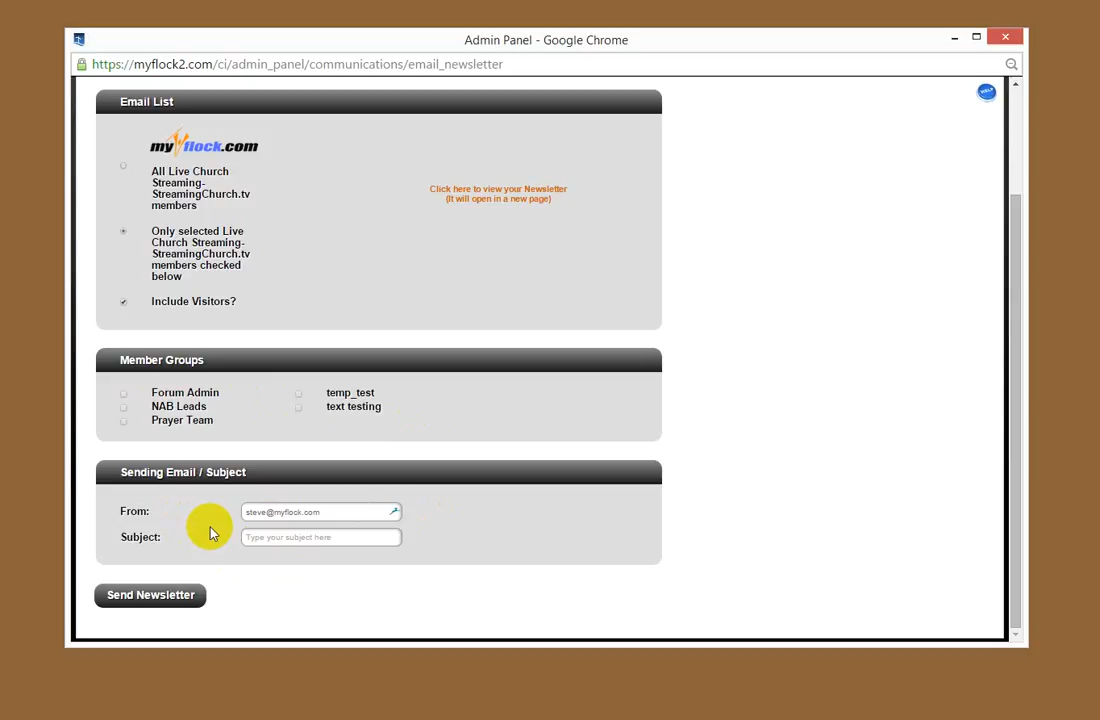 Admin Panel - Google Chrome
https://myflock2.com/ci/admin_panel/communications/email_newsletter
HELP
Email List
myflock.com
All Live Church
Streaming-
StreamingChurch.tv
members
Click here to view your Newsletter
(It will open in a new page)
Only selected Live
Church Streaming-
StreamingChurch.tv
members checked
below
Include Visitors?
Member Groups
Forum Admin
temp_test
NAB Leads
text testing
Prayer Team
Sending Email / Subject
From:
steve@myflock.com
Subject:
Type your subject here
Send Newsletter